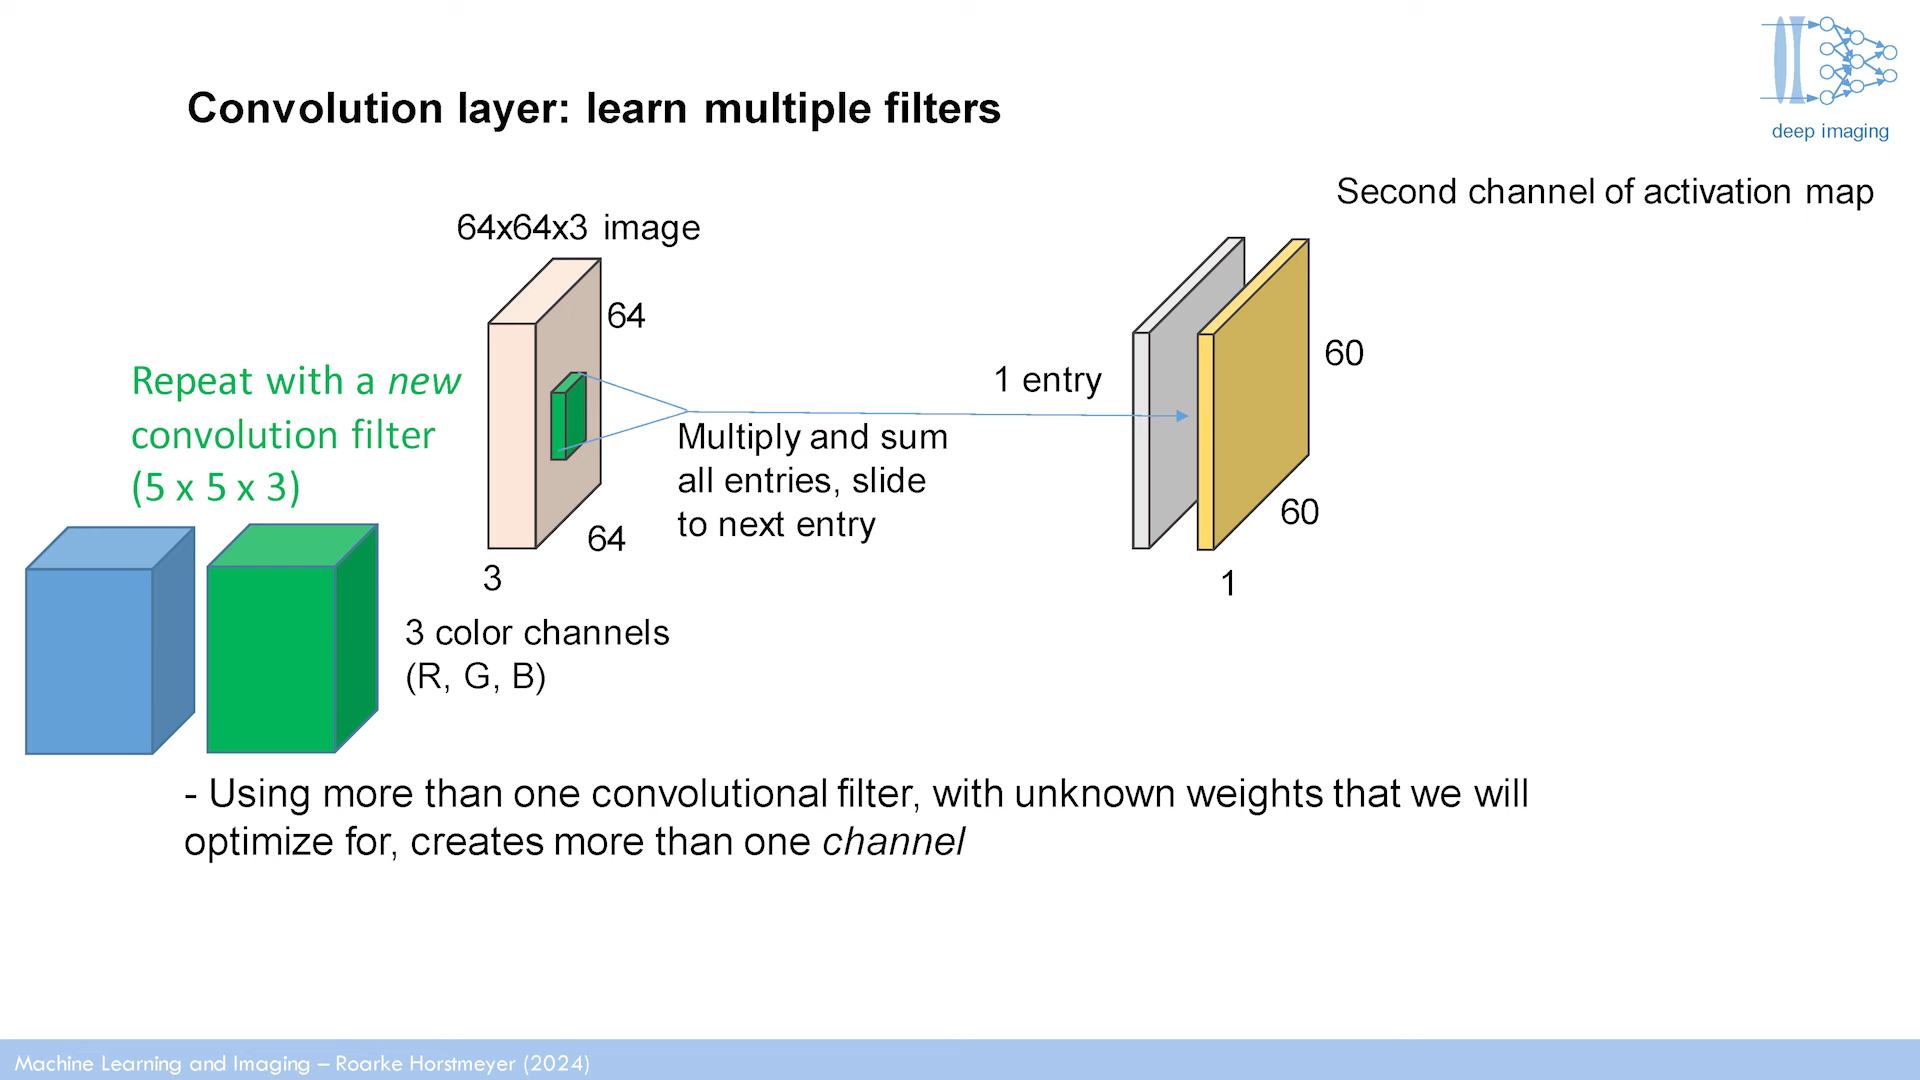 deep imaging
Convolution layer: learn multiple filters
Second channel of activation map
64x64x3 image
64
64
3
3 color channels
(R, G, B)
Repeat with a new
convolution filter
(5 x 5 x 3)
Multiply and sum
all entries, slide
to next entry
1 entry
60
60
1
- Using more than one convolutional filter, with unknown weights that we will
optimize for, creates more than one channel
Machine Learning and Imaging – Roarke Horstmeyer (2024)